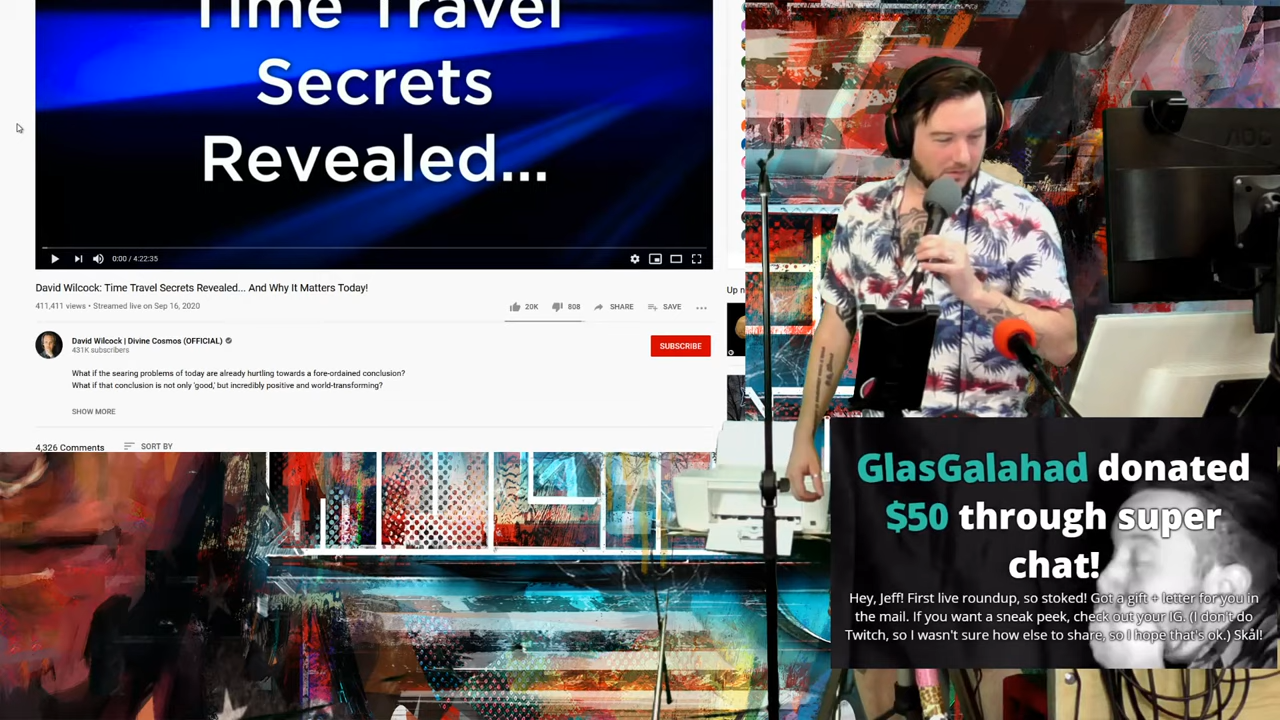 Time Travel
Secrets
Revealed...
0:00 / 4:22:35
David Wilcock: Time Travel Secrets Revealed... And Why It Matters Today!
411,411 views • Streamed live on Sep 16, 2020
20K
808
SHARE
SAVE
Up n
David Wilcock | Divine Cosmos (OFFICIAL)
431K subscribers
SUBSCRIBE
What if the searing problems of today are already hurtling towards a fore-ordained conclusion?
What if that conclusion is not only 'good,' but incredibly positive and world-transforming?
SHOW MORE
4,326 Comments
SORT BY
AOC
GlasGalahad donated
$50 through super
chat!
Hey, Jeff! First live roundup, so stoked! Got a gift + letter for you in
the mail. If you want a sneak peek, check out your IG. (I don't do
Twitch, so I wasn't sure how else to share, so I hope that's ok.) Skål!